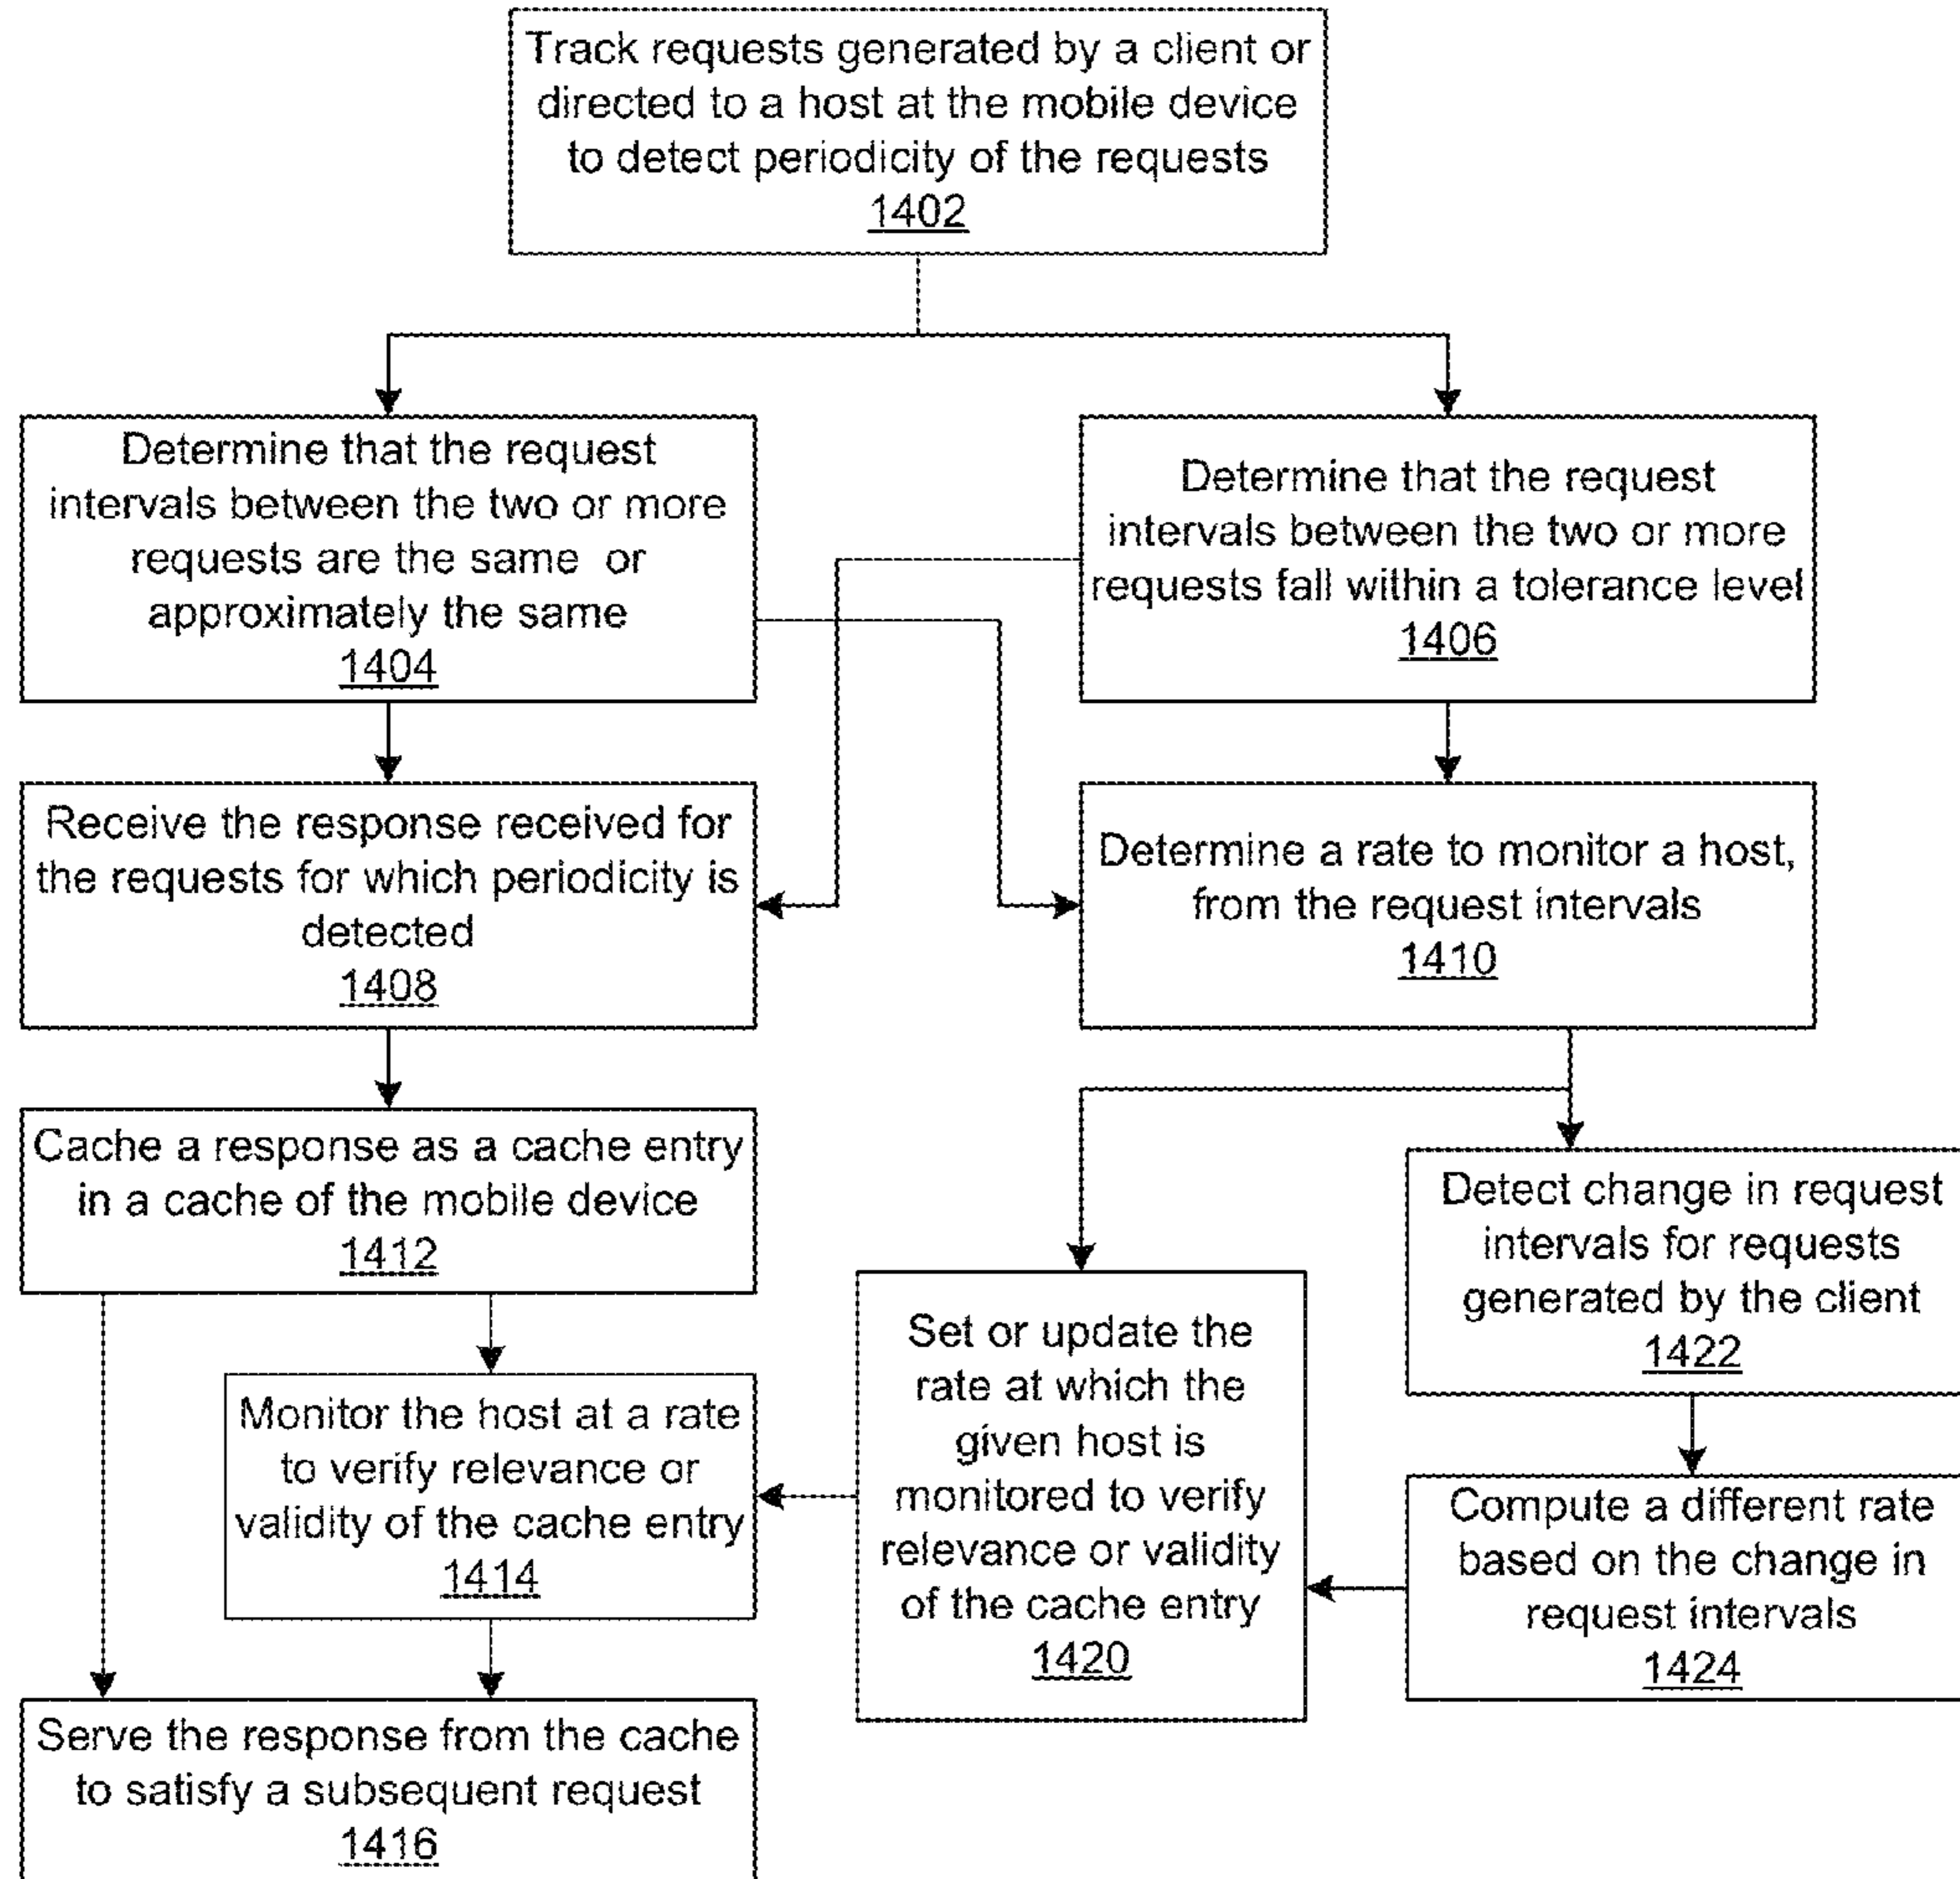 Track requests generated by a client or
directed to a host at the mobile device
to detect periodicity of the requests
1402
Determine that the request
intervals between the two or more
requests are the same or
approximately the same
1404
Determine that the request
intervals between the two or more
requests fall within a tolerance level
1406
Receive the response received for
the requests for which periodicity is
detected
1408
Determine a rate to monitor a host,
from the request intervals
1410
Cache a response as a cache entry
in a cache of the mobile device
1412
Detect change in request
intervals for requests
generated by the client
1422
Set or update the
rate at which the
given host is
monitored to verify
relevance or validity
of the cache entry
1420
Monitor the host at a rate
to verify relevance or
validity of the cache entry
1414
Compute a different rate
based on the change in
request intervals
1424
Serve the response from the cache
to satisfy a subsequent request
1416